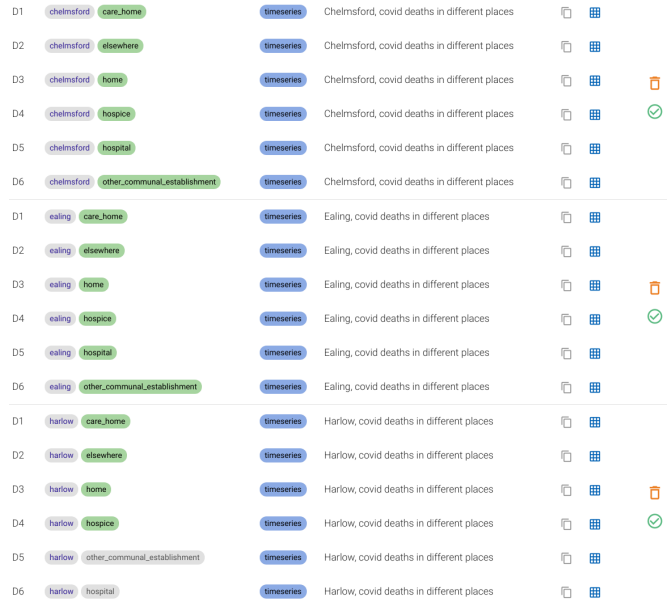 D1 chelmsford care_home timeseries Chelmsford, covid deaths in different places
D2 chelmsford elsewhere timeseries Chelmsford, covid deaths in different places
D3 chelmsford home timeseries Chelmsford, covid deaths in different places
D4 chelmsford hospice timeseries Chelmsford, covid deaths in different places
D5 chelmsford hospital timeseries Chelmsford, covid deaths in different places
D6 chelmsford other_communal_establishment timeseries Chelmsford, covid deaths in different places
D1 ealing care_home timeseries Ealing, covid deaths in different places
D2 ealing elsewhere timeseries Ealing, covid deaths in different places
D3 ealing home timeseries Ealing, covid deaths in different places
D4 ealing hospice timeseries Ealing, covid deaths in different places
D5 ealing hospital timeseries Ealing, covid deaths in different places
D6 ealing other_communal_establishment timeseries Ealing, covid deaths in different places
D1 harlow care_home timeseries Harlow, covid deaths in different places
D2 harlow elsewhere timeseries Harlow, covid deaths in different places
D3 harlow home timeseries Harlow, covid deaths in different places
D4 harlow hospice timeseries Harlow, covid deaths in different places
D5 harlow other_communal_establishment timeseries Harlow, covid deaths in different places
D6 harlow hospital timeseries Harlow, covid deaths in different places